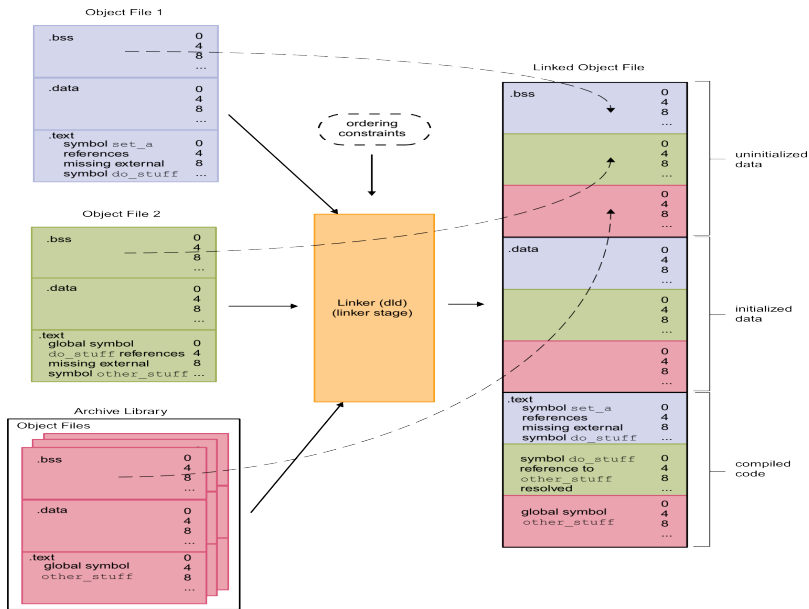 Object File 1
.bss
0
4
8
...
.data
0
4
8
...
.text
symbol set_a 0
references 4
missing external 8
symbol do_stuff ...
Object File 2
.bss
0
4
8
...
.data
0
4
8
...
.text
global symbol 0
do_stuff references 4
missing external 8
symbol other_stuff ...
Archive Library
Object Files
.bss
0
4
8
...
.data
0
4
8
...
.text 0
global symbol 4
other_stuff 8
...
ordering
constraints
Linker (dld)
(linker stage)
Linked Object File
.bss
0
4
8
...
0
4
8
...
0
4
8
...
uninitialized
data
.data
0
4
8
...
0
4
8
...
0
4
8
...
initialized
data
.text
symbol set_a 0
references 4
missing external 8
symbol do_stuff ...
symbol do_stuff 0
reference to 4
other_stuff 8
resolved ...
0
global symbol 4
other_stuff 8
...
compiled
code